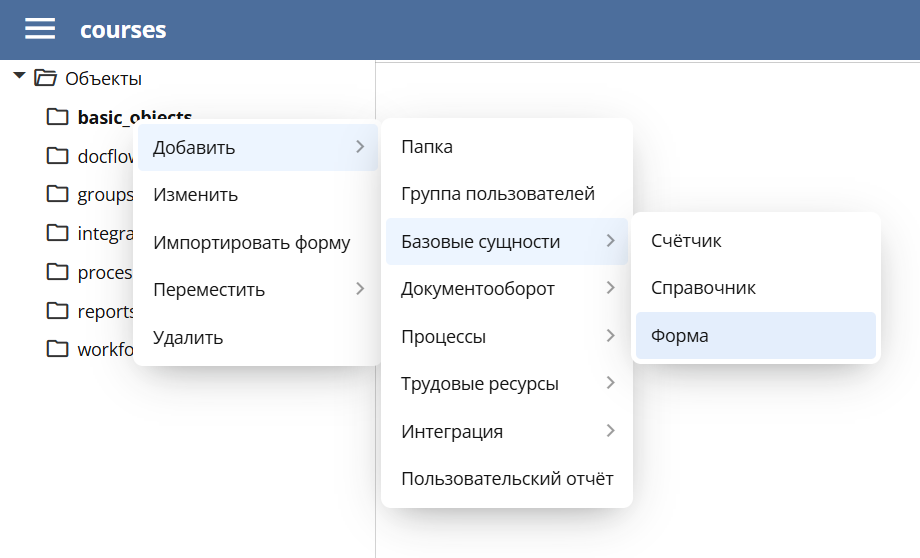 courses
Объекты
basic_objects
docflow
groups
integra
proces
reports
workfo
Добавить
Изменить
Импортировать форму
Переместить
Удалить
Папка
Группа пользователей
Базовые сущности
Документооборот
Процессы
Трудовые ресурсы
Интеграция
Пользовательский отчёт
Счётчик
Справочник
Форма